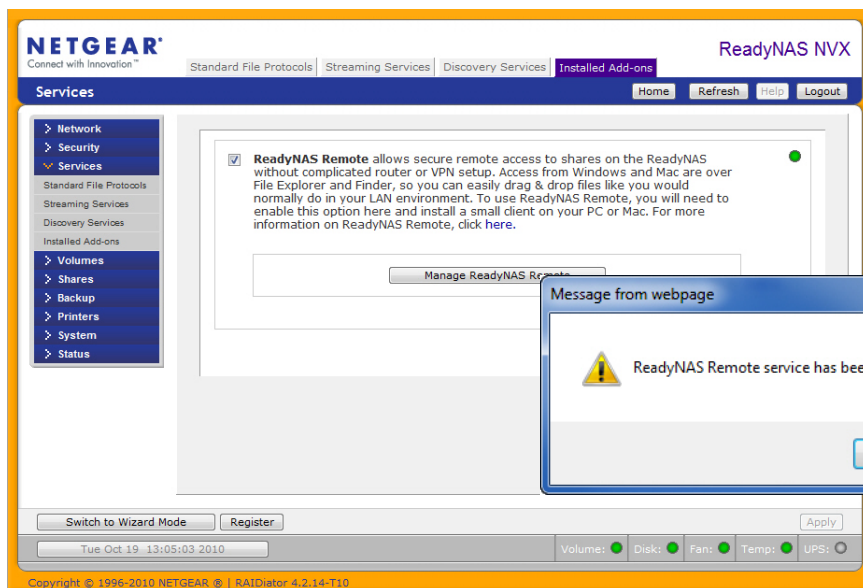 NETGEAR®
Connect with Innovation™
ReadyNAS NVX
Standard File Protocols Streaming Services Discovery Services Installed Add-ons
Services
Home Refresh Help Logout
Network
Security
Services
Standard File Protocols
Streaming Services
Discovery Services
Installed Add-ons
Volumes
Shares
Backup
Printers
System
Status
ReadyNAS Remote allows secure remote access to shares on the ReadyNAS
without complicated router or VPN setup. Access from Windows and Mac are over
File Explorer and Finder, so you can easily drag & drop files like you would
normally do in your LAN environment. To use ReadyNAS Remote, you will need to
enable this option here and install a small client on your PC or Mac. For more
information on ReadyNAS Remote, click here.
Manage ReadyNAS Remote
Message from webpage
ReadyNAS Remote service has bee
Switch to Wizard Mode Register
Apply
Tue Oct 19 13:05:03 2010
Volume: Disk: Fan: Temp: UPS:
Copyright © 1996-2010 NETGEAR ® | RAIDiator 4.2.14-T10